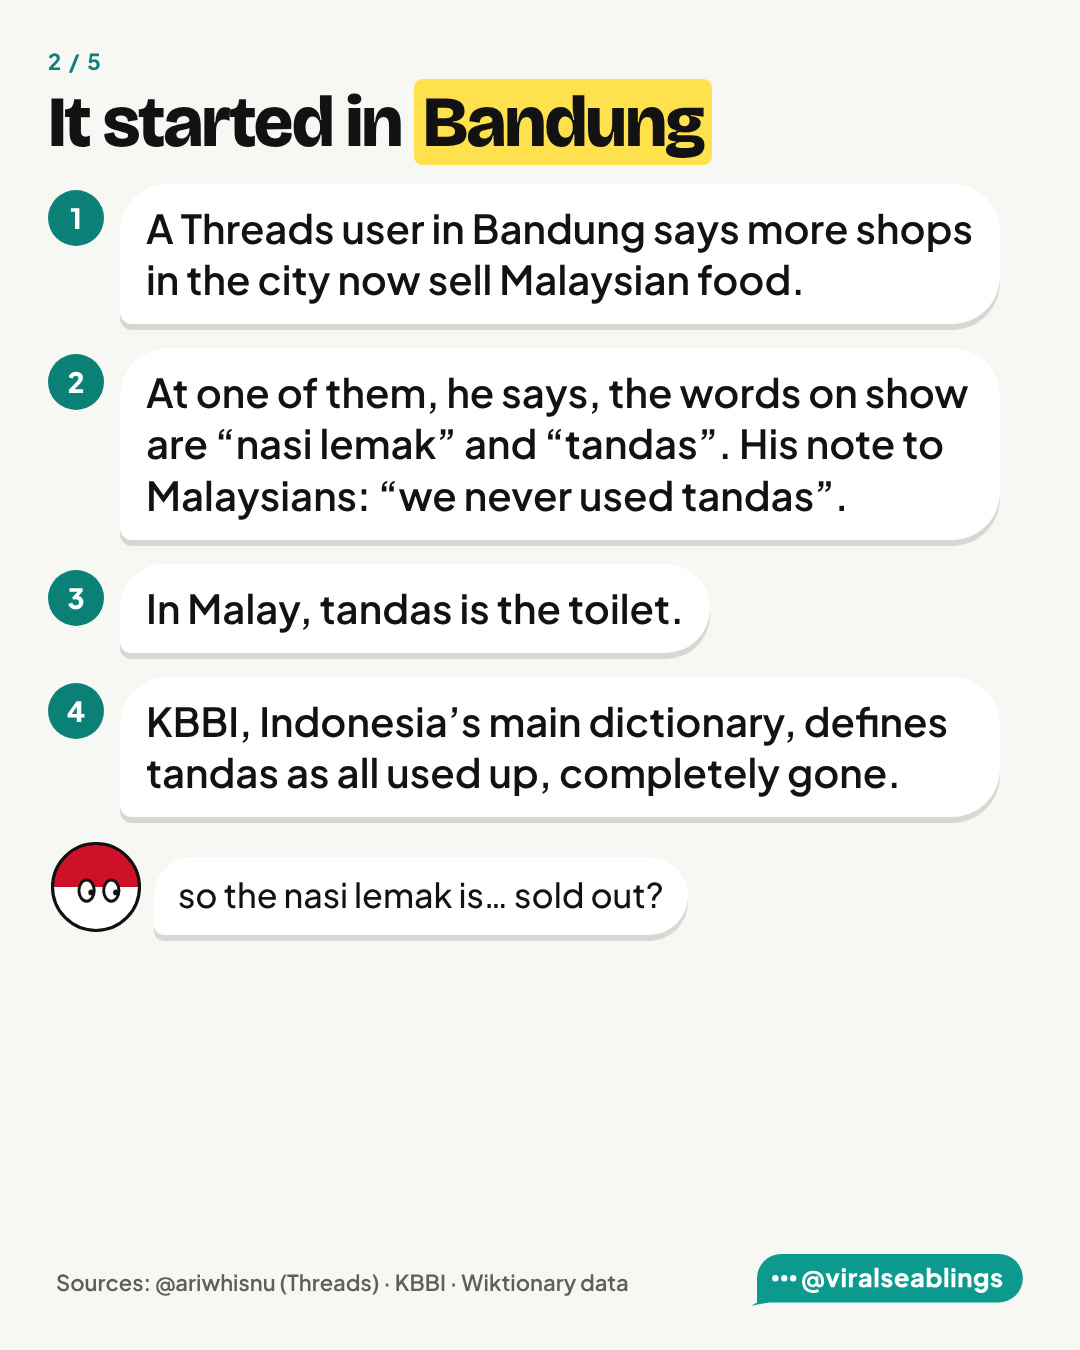 2 / 5
It started in Bandung
1
A Threads user in Bandung says more shops
in the city now sell Malaysian food.
2
At one of them, he says, the words on show
are “nasi lemak” and “tandas”. His note to
Malaysians: “we never used tandas”.
3
In Malay, tandas is the toilet.
4
KBBI, Indonesia’s main dictionary, defines
tandas as all used up, completely gone.
so the nasi lemak is... sold out?
Sources: @ariwhisnu (Threads) · KBBI · Wiktionary data
@viralseablings